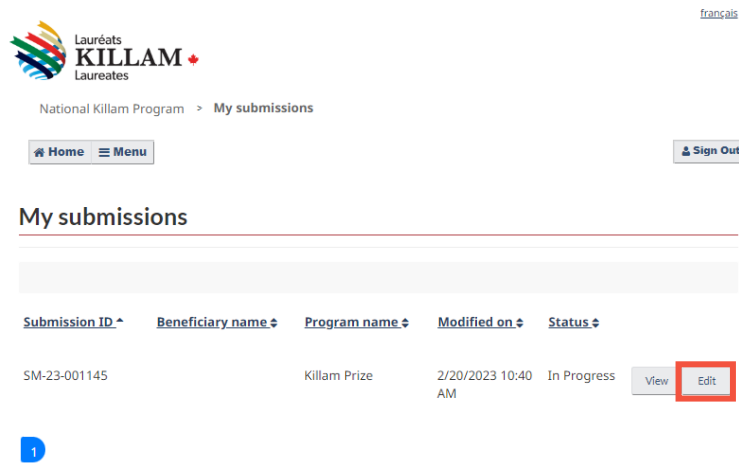 français
Lauréats
KILLAM
Laureates
National Killam Program > My submissions
Home Menu Sign Out
My submissions
Submission ID Beneficiary name Program name Modified on Status
SM-23-001145 Killam Prize 2/20/2023 10:40 In Progress View Edit
AM
1